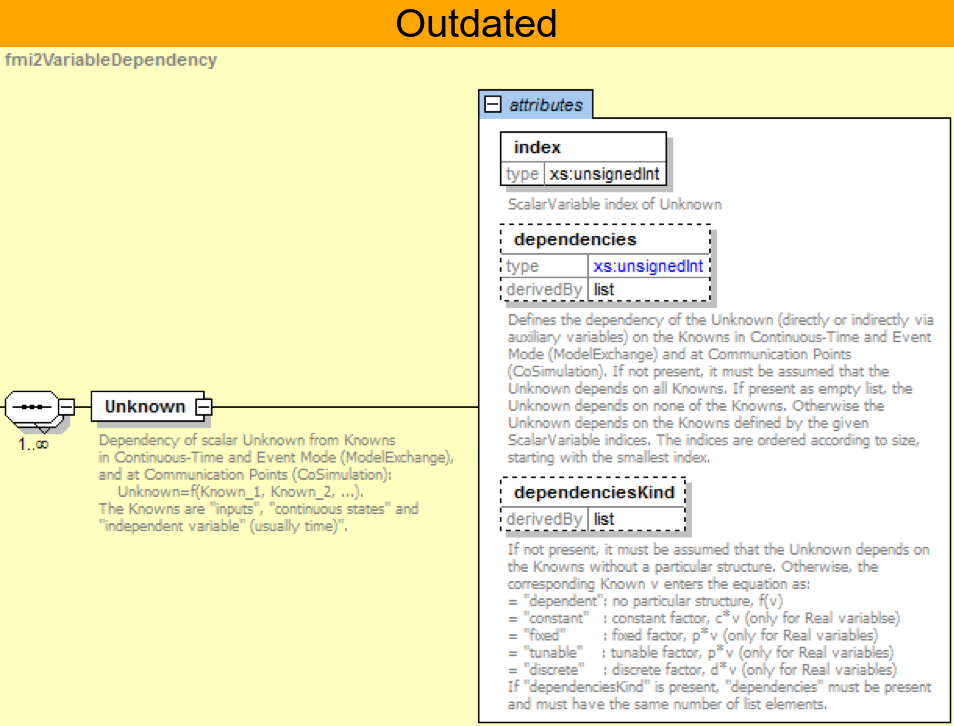 Outdated
fmi2VariableDependency
attributes
index
type xs:unsignedInt
ScalarVariable index of Unknown
dependencies
type xs:unsignedInt
derivedBy list
Defines the dependency of the Unknown (directly or indirectly via
auxiliary variables) on the Knowns in Continuous-Time and Event
Mode (ModelExchange) and at Communication Points
(CoSimulation). If not present, it must be assumed that the
Unknown depends on all Knowns. If present as empty list, the
Unknown depends on none of the Knowns. Otherwise the
Unknown depends on the Knowns defined by the given
ScalarVariable indices. The indices are ordered according to size,
starting with the smallest index.
Unknown
1..∞
Dependency of scalar Unknown from Knowns
in Continuous-Time and Event Mode (ModelExchange),
and at Communication Points (CoSimulation):
Unknown=f(Known_1, Known_2, ...).
The Knowns are "inputs", "continuous states" and
"independent variable" (usually time)".
dependenciesKind
derivedBy list
If not present, it must be assumed that the Unknown depends on
the Knowns without a particular structure. Otherwise, the
corresponding Known v enters the equation as:
= "dependent": no particular structure, f(v)
= "constant" : constant factor, c*v (only for Real variablse)
= "fixed" : fixed factor, p*v (only for Real variables)
= "tunable" : tunable factor, p*v (only for Real variables)
= "discrete" : discrete factor, d*v (only for Real variables)
If "dependenciesKind" is present, "dependencies" must be present
and must have the same number of list elements.